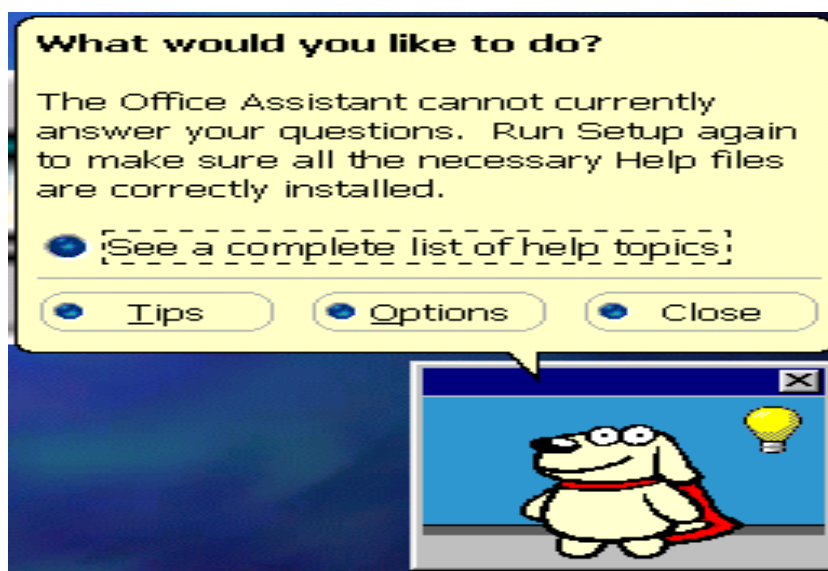 What would you like to do?
The Office Assistant cannot currently
answer your questions.  Run Setup again
to make sure all the necessary Help files
are correctly installed.
See a complete list of help topics
Tips Options Close